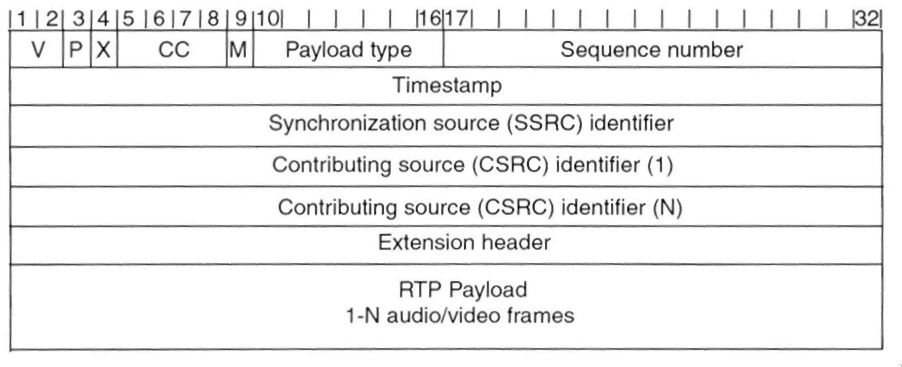 1 2 3 4 5 6 7 8 9 10 16 17 32
V P X CC M Payload type Sequence number
Timestamp
Synchronization source (SSRC) identifier
Contributing source (CSRC) identifier (1)
Contributing source (CSRC) identifier (N)
Extension header
RTP Payload
1-N audio/video frames